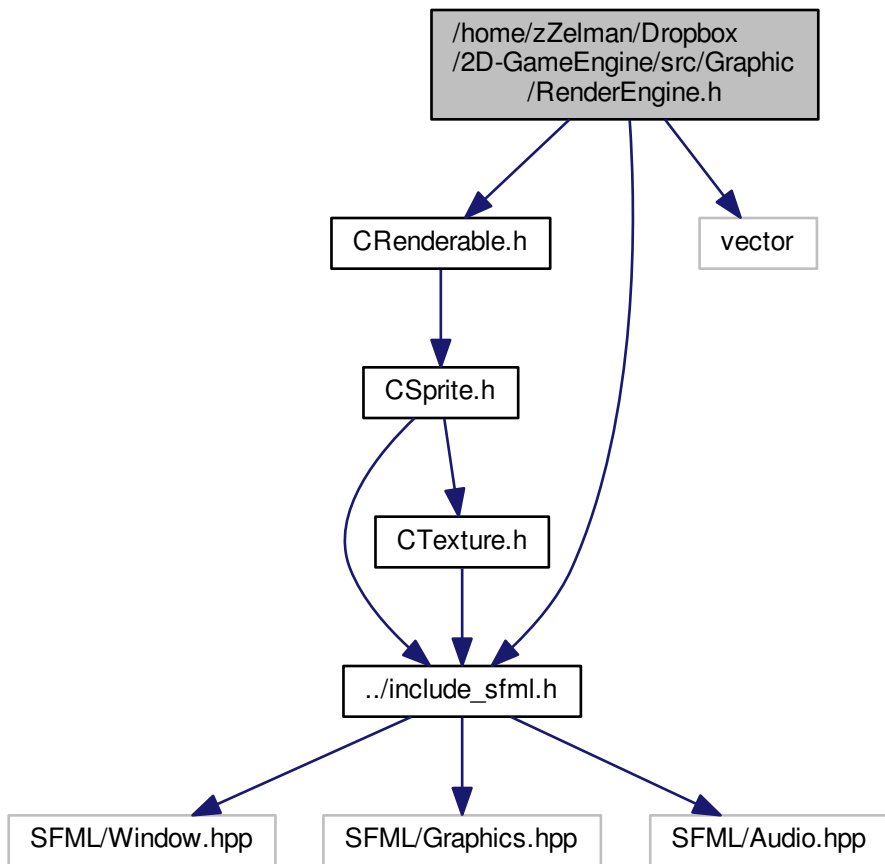 /home/zZelman/Dropbox
/2D-GameEngine/src/Graphic
/RenderEngine.h
CRenderable.h
vector
CSprite.h
CTexture.h
../include_sfml.h
SFML/Window.hpp
SFML/Graphics.hpp
SFML/Audio.hpp